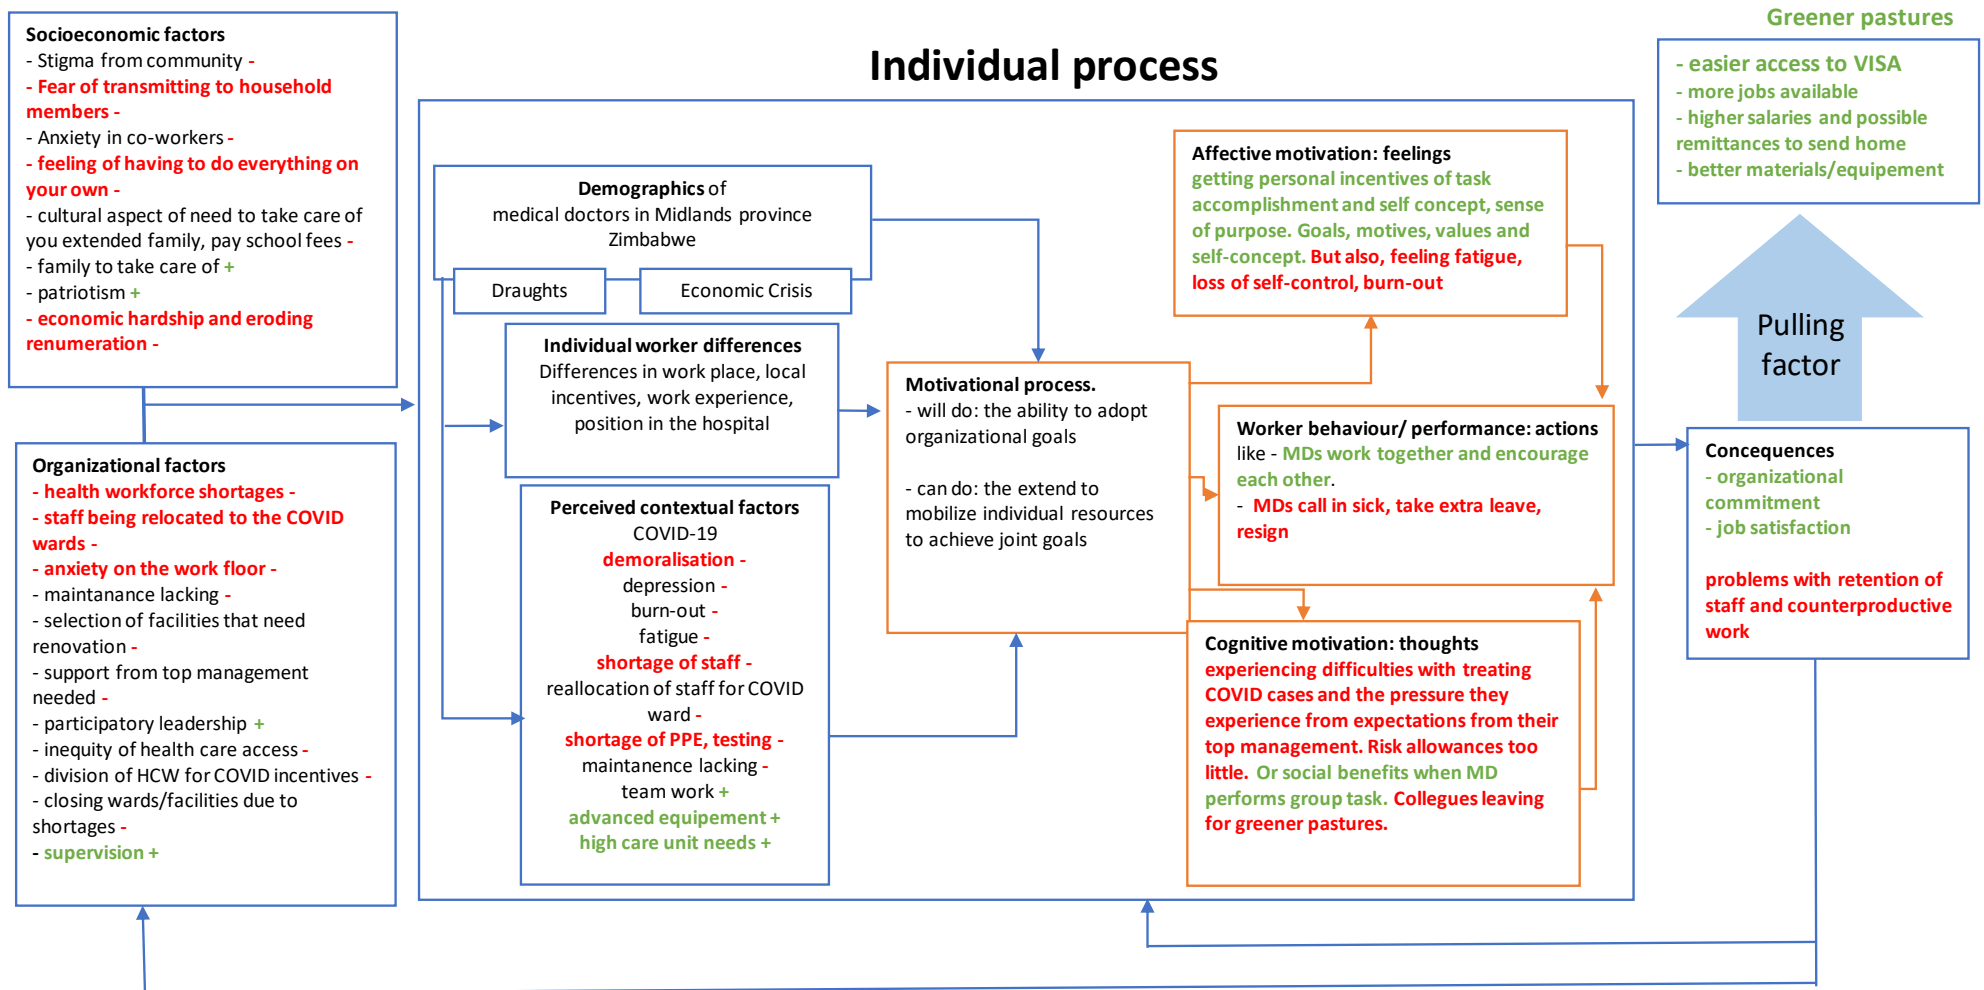 Socioeconomic factors
- Stigma from community -
- Fear of transmitting to household
members -
- Anxiety in co-workers -
- feeling of having to do everything on
your own -
- cultural aspect of need to take care of
you extended family, pay school fees -
- family to take care of +
- patriotism +
- economic hardship and eroding
renumeration -
Organizational factors
- health workforce shortages -
- staff being relocated to the COVID
wards -
- anxiety on the work floor -
- maintanance lacking -
- selection of facilities that need
renovation -
- support from top management
needed -
- participatory leadership +
- inequity of health care access -
- division of HCW for COVID incentives -
- closing wards/facilities due to
shortages -
- supervision +
Individual process
Demographics of
medical doctors in Midlands province
Zimbabwe
Draughts
Economic Crisis
Individual worker differences
Differences in work place, local
incentives, work experience,
position in the hospital
Perceived contextual factors
COVID-19
demoralisation -
depression -
burn-out -
fatigue -
shortage of staff -
reallocation of staff for COVID
ward -
shortage of PPE, testing -
maintanence lacking -
team work +
advanced equipement +
high care unit needs +
Motivational process.
- will do: the ability to adopt
organizational goals
- can do: the extend to
mobilize individual resources
to achieve joint goals
Affective motivation: feelings
getting personal incentives of task
accomplishment and self concept, sense
of purpose. Goals, motives, values and
self-concept. But also, feeling fatigue,
loss of self-control, burn-out
Worker behaviour/ performance: actions
like - MDs work together and encourage
each other.
- MDs call in sick, take extra leave,
resign
Cognitive motivation: thoughts
experiencing difficulties with treating
COVID cases and the pressure they
experience from expectations from their
top management. Risk allowances too
little. Or social benefits when MD
performs group task. Collegues leaving
for greener pastures.
Greener pastures
- easier access to VISA
- more jobs available
- higher salaries and possible
remittances to send home
- better materials/equipement
Pulling
factor
Concequences
- organizational
commitment
- job satisfaction
problems with retention of
staff and counterproductive
work